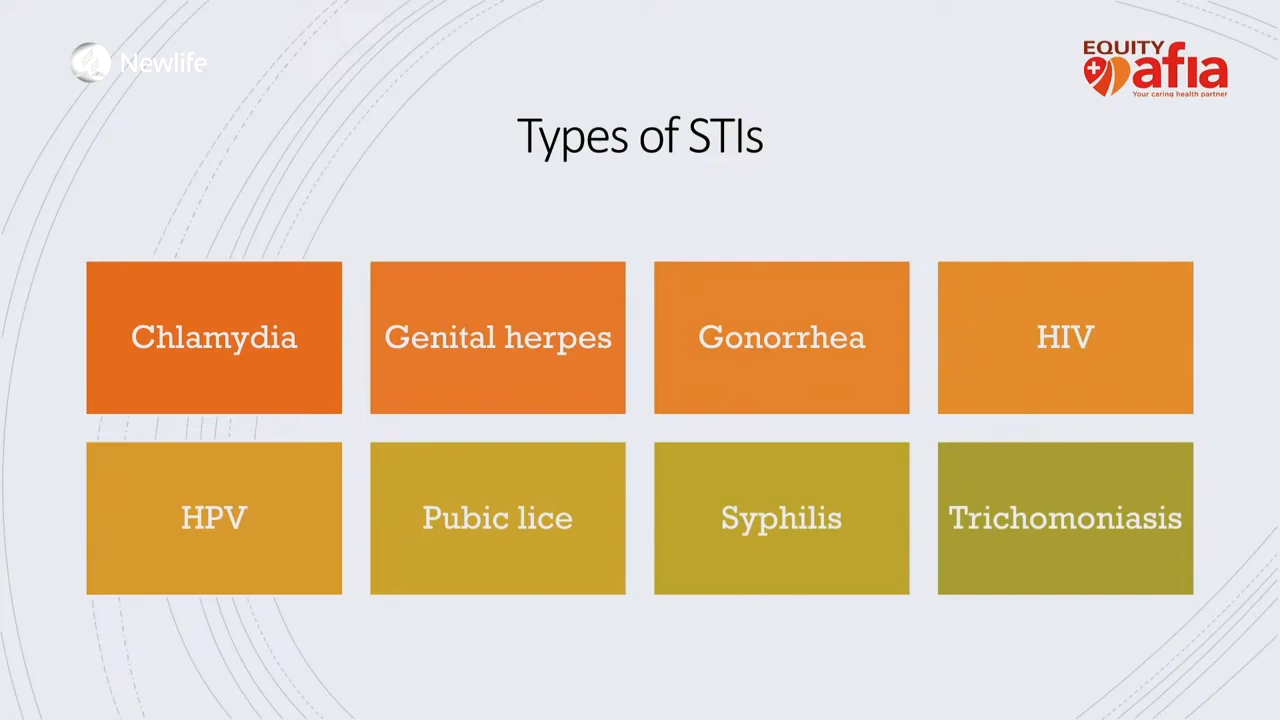 Newlife
EQUITY
afia
Your caring health partner
Types of STIs
Chlamydia
Genital herpes
Gonorrhea
HIV
HPV
Pubic lice
Syphilis
Trichomoniasis